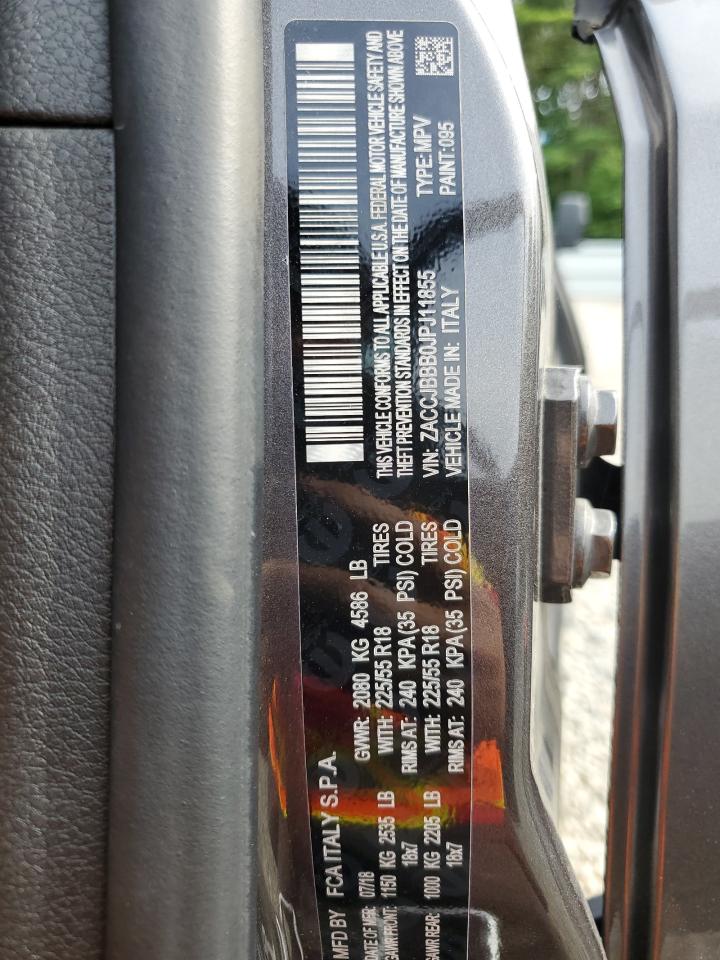 MFD BY FCA ITALY S.P.A.
DATE OF MFR: 07/18 GVWR: 2080 KG 4586 LB
GAWR FRONT: 1150 KG 2535 LB WITH: 225/55 R18 TIRES
18x7 RIMS AT: 240 KPA(35 PSI) COLD
GAWR REAR: 1000 KG 2205 LB WITH: 225/55 R18 TIRES
18x7 RIMS AT: 240 KPA(35 PSI) COLD
THIS VEHICLE CONFORMS TO ALL APPLICABLE U.S.A. FEDERAL MOTOR VEHICLE SAFETY AND
THEFT PREVENTION STANDARDS IN EFFECT ON THE DATE OF MANUFACTURE SHOWN ABOVE
VIN: ZACCJBBB0JPJ11855 TYPE: MPV
VEHICLE MADE IN: ITALY PAINT:095